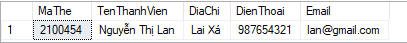 MaThe TenThanhVien DiaChi DienThoai Email
1 2100454 Nguyễn Thị Lan Lai Xá 987654321 lan@gmail.com